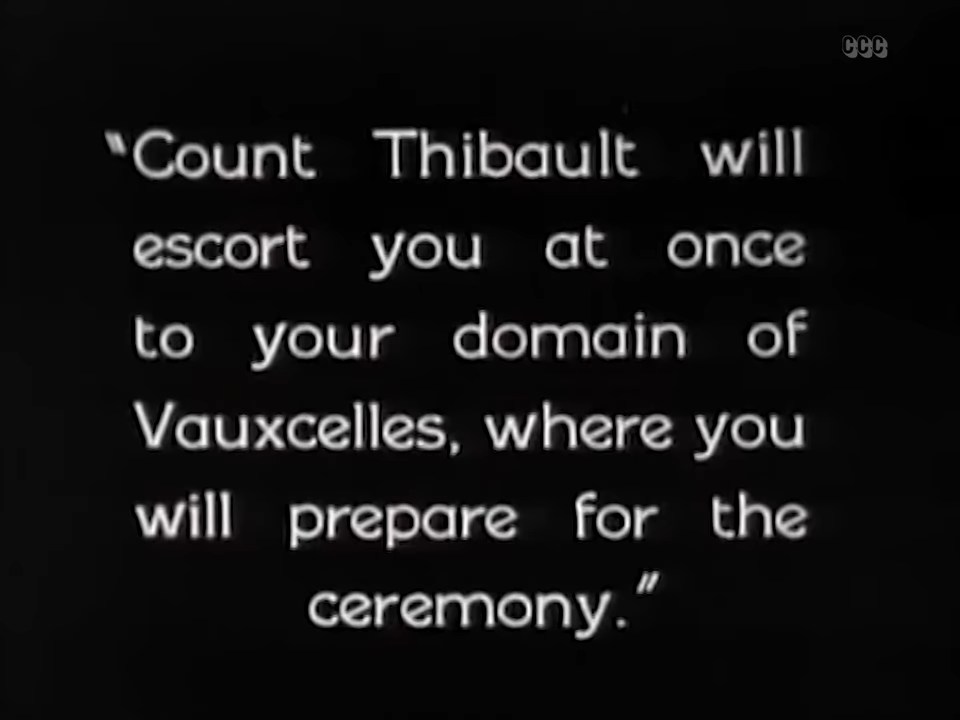 CCC
“Count Thibault will
escort you at once
to your domain of
Vauxcelles, where you
will prepare for the
ceremony.”